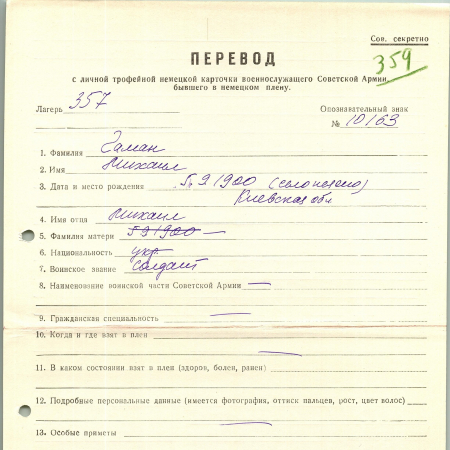 Сов. секретно
359
ПЕРЕВОД
с личной трофейной немецкой карточки военнослужащего Советской Армии,
бывшего в немецком плену.
Лагерь 357
Опознавательный знак
№ 10163
1. Фамилия Гаман
2. Имя Михаил
3. Дата и место рождения 5.9.1900
Киевская обл
4. Имя отца Михаил
5. Фамилия матери 5 9 1900 —
6. Национальность укр.
7. Воинское звание Солдат
8. Наименование воинской части Советской Армии —
9. Гражданская специальность —
10. Когда и где взят в плен
—
11. В каком состоянии взят в плен (здоров, болен, ранен)
—
12. Подробные персональные данные (имеется фотография, оттиск пальцев, рост, цвет волос)
—
13. Особые приметы